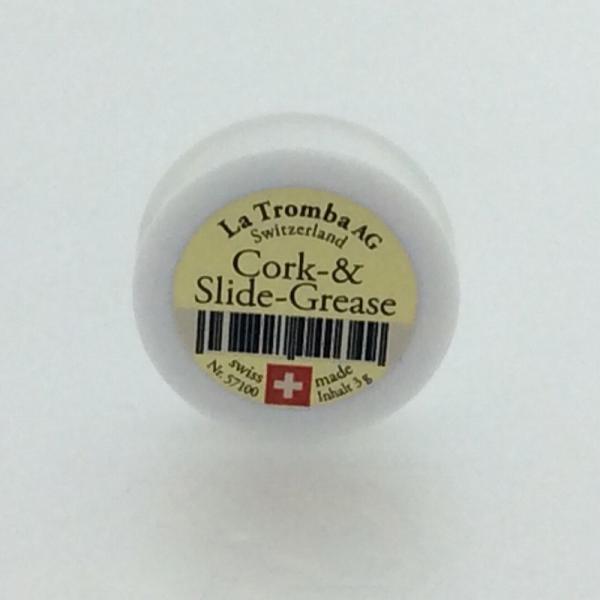 La Tromba AG
Switzerland
Cork-&
Slide-Grease
swiss made
Nr. 57100 Inhalt 3 g